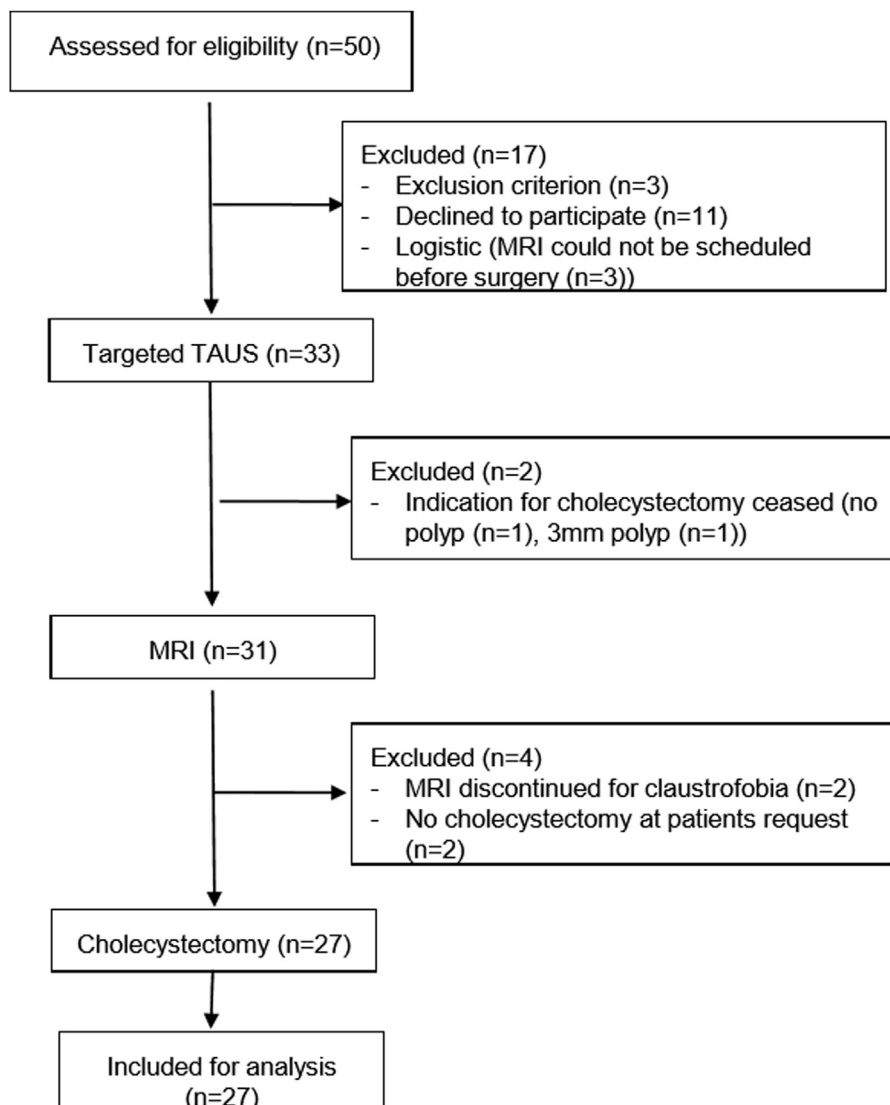 Assessed for eligibility (n=50)
Excluded (n=17)
- Exclusion criterion (n=3)
- Declined to participate (n=11)
- Logistic (MRI could not be scheduled
before surgery (n=3))
Targeted TAUS (n=33)
Excluded (n=2)
- Indication for cholecystectomy ceased (no
polyp (n=1), 3mm polyp (n=1))
MRI (n=31)
Excluded (n=4)
- MRI discontinued for claustrofobia (n=2)
- No cholecystectomy at patients request
(n=2)
Cholecystectomy (n=27)
Included for analysis
(n=27)